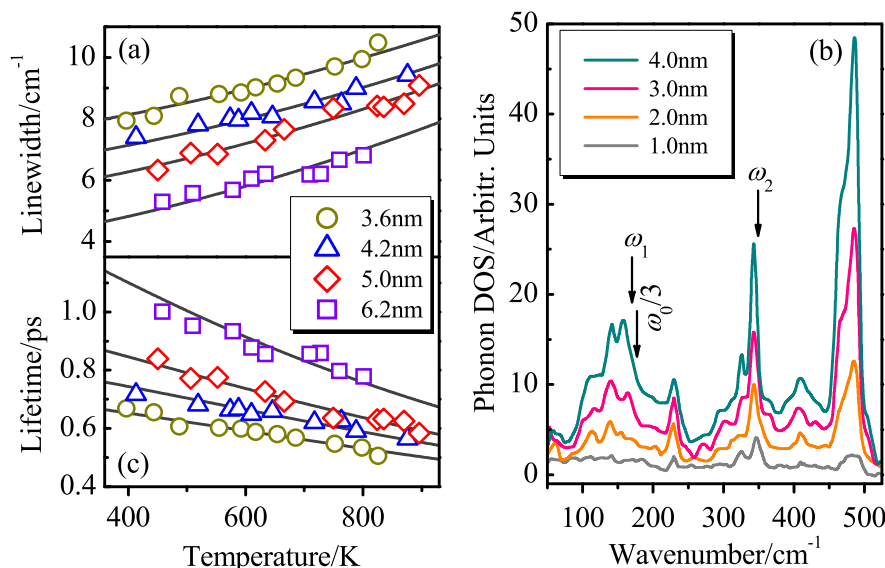 (a)
10
8
6
4
Linewidth/cm⁻¹
3.6nm
4.2nm
5.0nm
6.2nm
1.0
0.8
0.6
0.4
Lifetime/ps
(c)
400 600 800
Temperature/K
50
40
30
20
10
0
Phonon DOS/Arbitr. Units
4.0nm
3.0nm
2.0nm
1.0nm
(b)
ω₂
ω₁
ω₀/3
100 200 300 400 500
Wavenumber/cm⁻¹